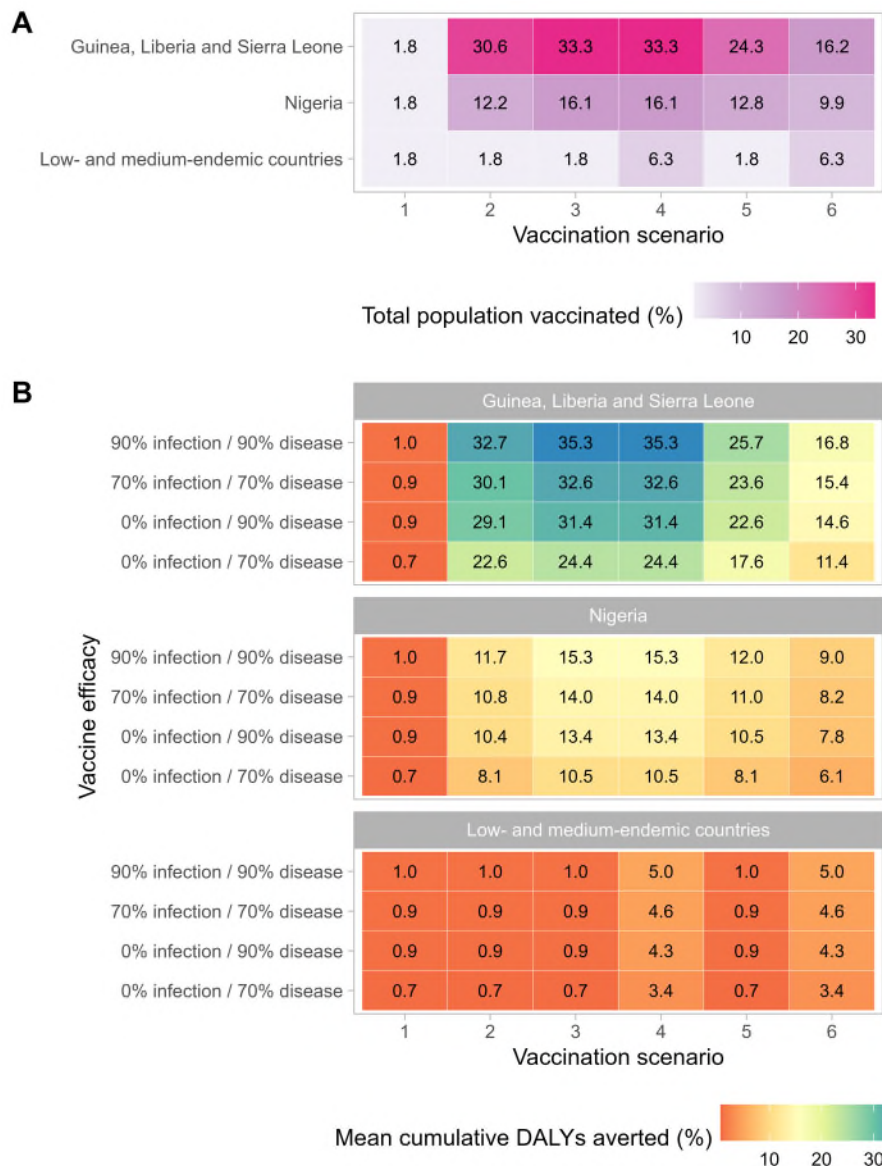 A
Guinea, Liberia and Sierra Leone 1.8 30.6 33.3 33.3 24.3 16.2
Nigeria 1.8 12.2 16.1 16.1 12.8 9.9
Low- and medium-endemic countries 1.8 1.8 1.8 6.3 1.8 6.3
1 2 3 4 5 6
Vaccination scenario
Total population vaccinated (%)
10 20 30
B
Guinea, Liberia and Sierra Leone
90% infection / 90% disease 1.0 32.7 35.3 35.3 25.7 16.8
70% infection / 70% disease 0.9 30.1 32.6 32.6 23.6 15.4
0% infection / 90% disease 0.9 29.1 31.4 31.4 22.6 14.6
0% infection / 70% disease 0.7 22.6 24.4 24.4 17.6 11.4
Vaccine efficacy
Nigeria
90% infection / 90% disease 1.0 11.7 15.3 15.3 12.0 9.0
70% infection / 70% disease 0.9 10.8 14.0 14.0 11.0 8.2
0% infection / 90% disease 0.9 10.4 13.4 13.4 10.5 7.8
0% infection / 70% disease 0.7 8.1 10.5 10.5 8.1 6.1
Low- and medium-endemic countries
90% infection / 90% disease 1.0 1.0 1.0 5.0 1.0 5.0
70% infection / 70% disease 0.9 0.9 0.9 4.6 0.9 4.6
0% infection / 90% disease 0.9 0.9 0.9 4.3 0.9 4.3
0% infection / 70% disease 0.7 0.7 0.7 3.4 0.7 3.4
1 2 3 4 5 6
Vaccination scenario
Mean cumulative DALYs averted (%)
10 20 30